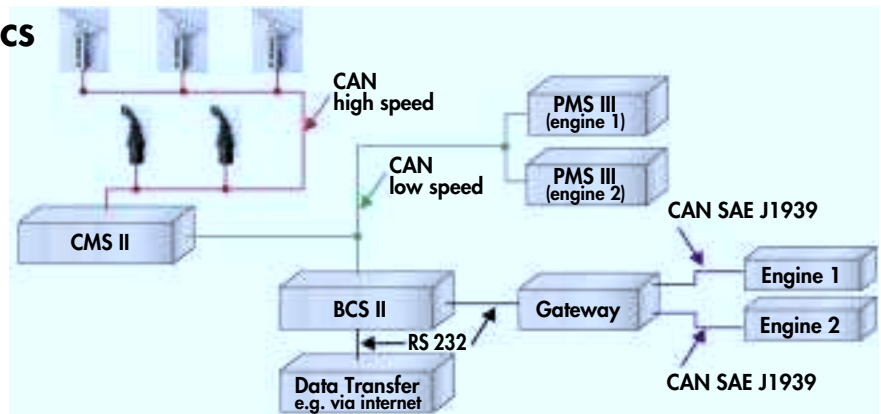 CS
CAN
high speed
PMS III
(engine 1)
CAN
low speed
PMS III
(engine 2)
CAN SAE J1939
CMS II
Engine 1
BCS II
Gateway
Engine 2
RS 232
CAN SAE J1939
Data Transfer
e.g. via internet